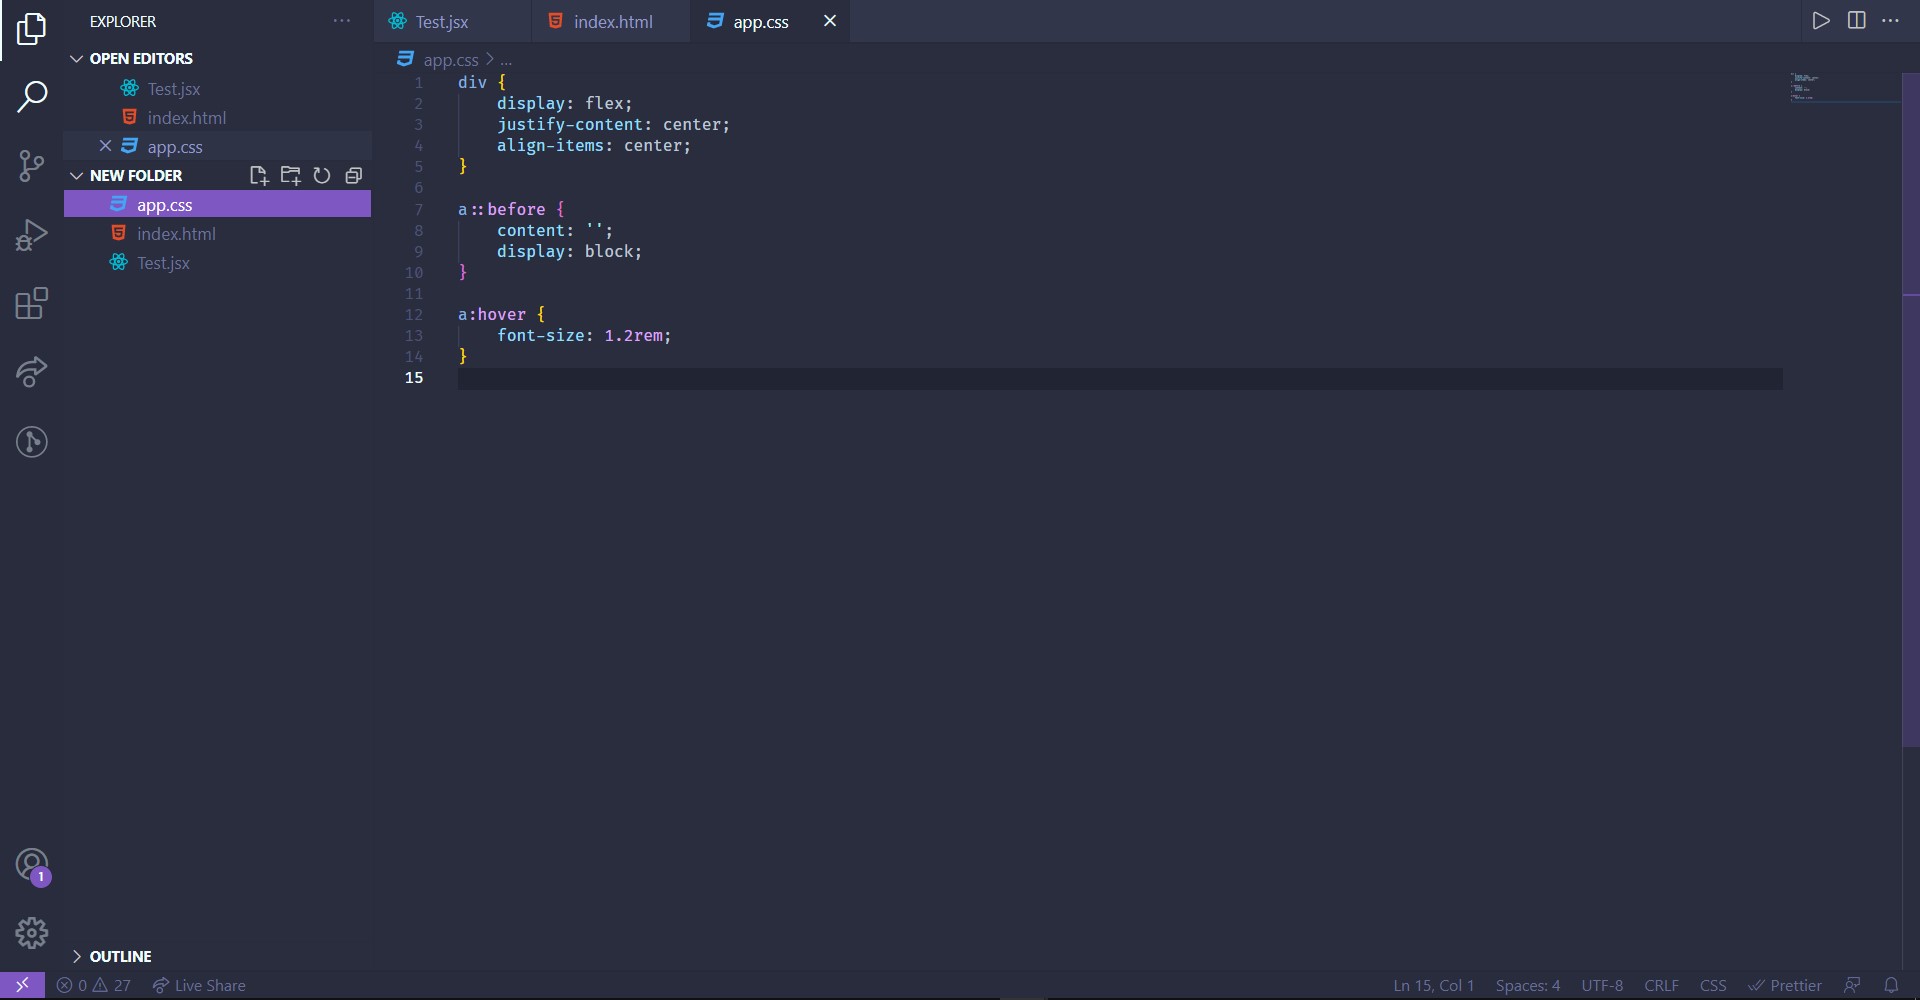 EXPLORER
OPEN EDITORS
Test.jsx
index.html
app.css
NEW FOLDER
app.css
index.html
Test.jsx
OUTLINE
1
Test.jsx
index.html
app.css
app.css > ...
1 div {
2     display: flex;
3     justify-content: center;
4     align-items: center;
5 }
6
7 a::before {
8     content: '';
9     display: block;
10 }
11
12 a:hover {
13     font-size: 1.2rem;
14 }
15
0 27 Live Share
Ln 15, Col 1 Spaces: 4 UTF-8 CRLF CSS Prettier